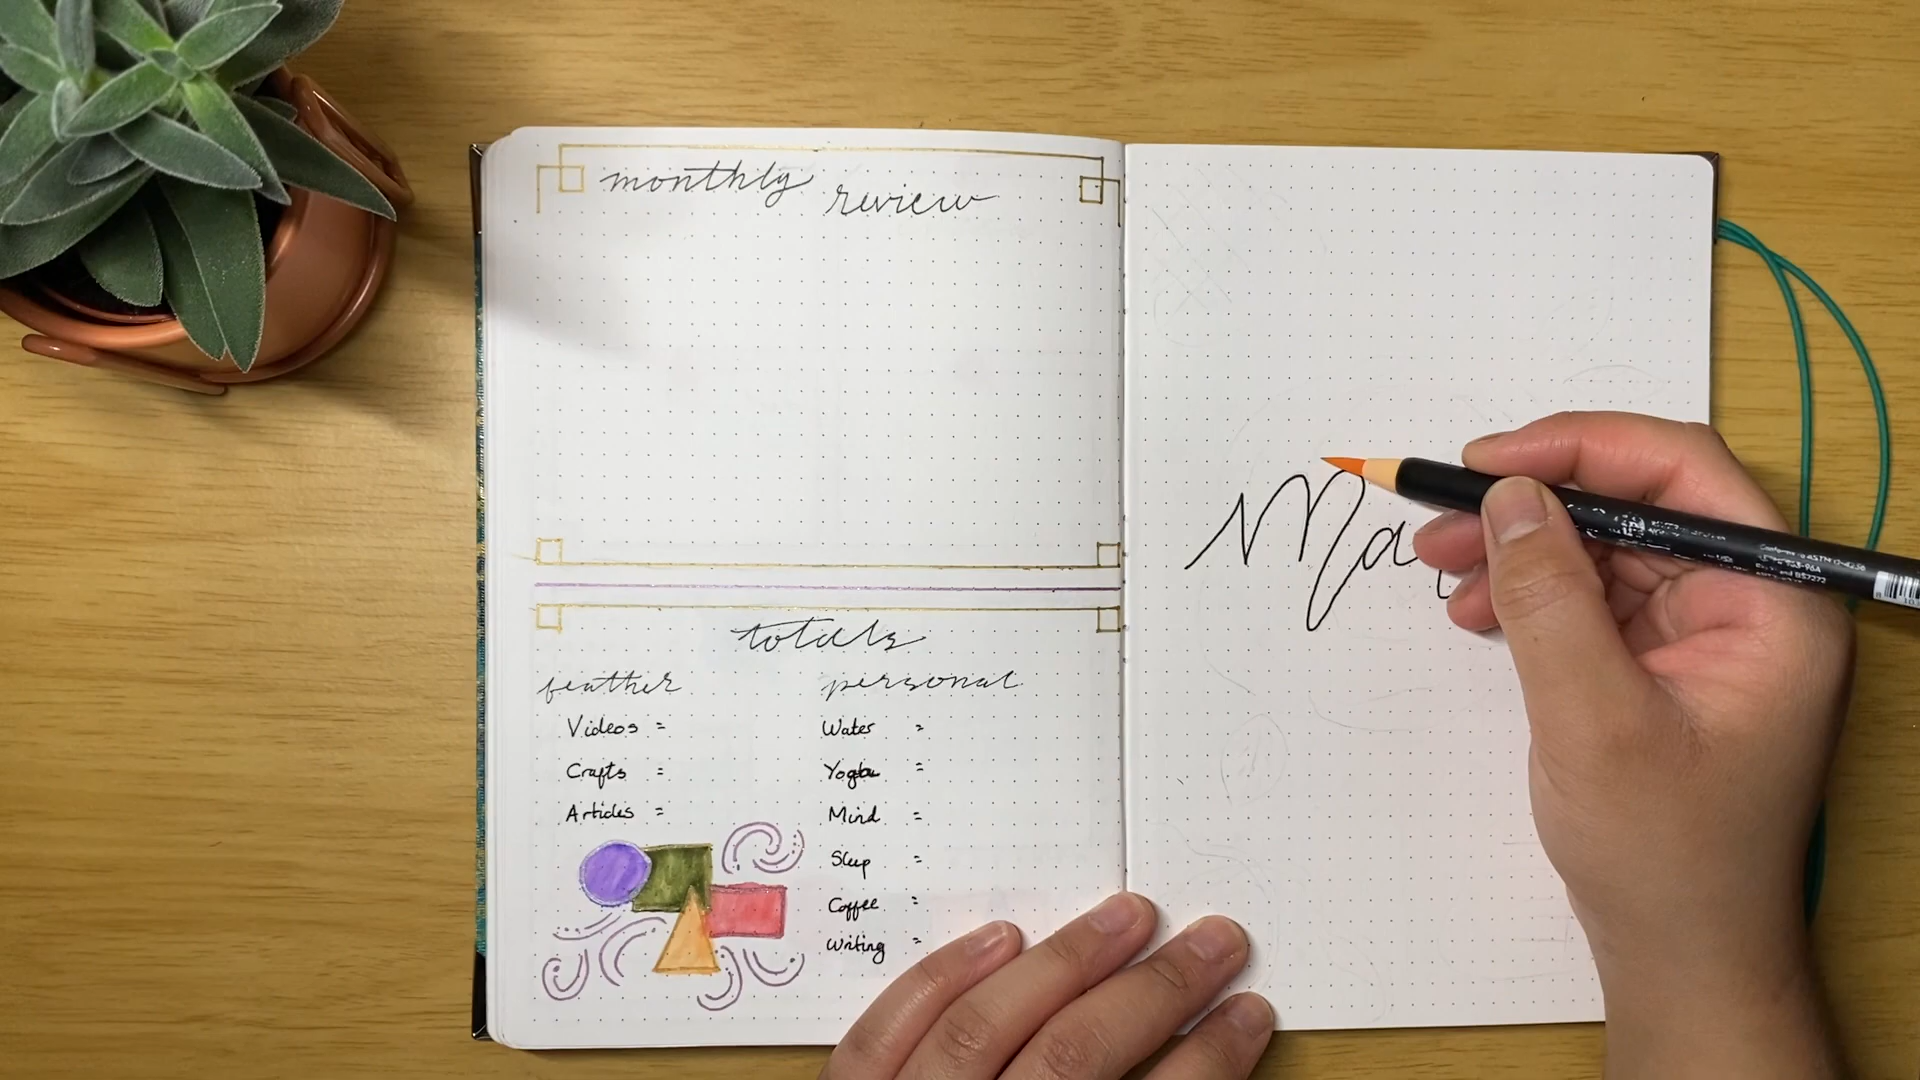 monthly review
totals
feather
Videos =
Crafts =
Articles =
personal
Water =
Yoga =
Mind =
Sleep =
Coffee =
Writing =
Ma